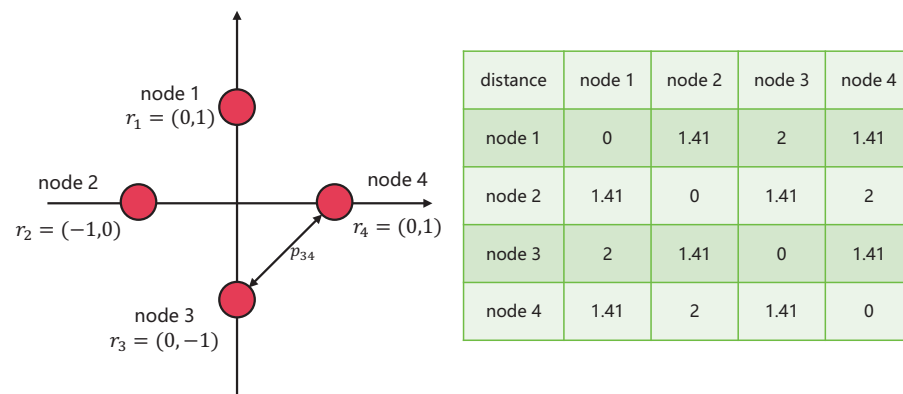 node 1
r₁ = (0,1)
node 2
r₂ = (−1,0)
node 4
r₄ = (0,1)
p₃₄
node 3
r₃ = (0, −1)
distance node 1 node 2 node 3 node 4
node 1 0 1.41 2 1.41
node 2 1.41 0 1.41 2
node 3 2 1.41 0 1.41
node 4 1.41 2 1.41 0